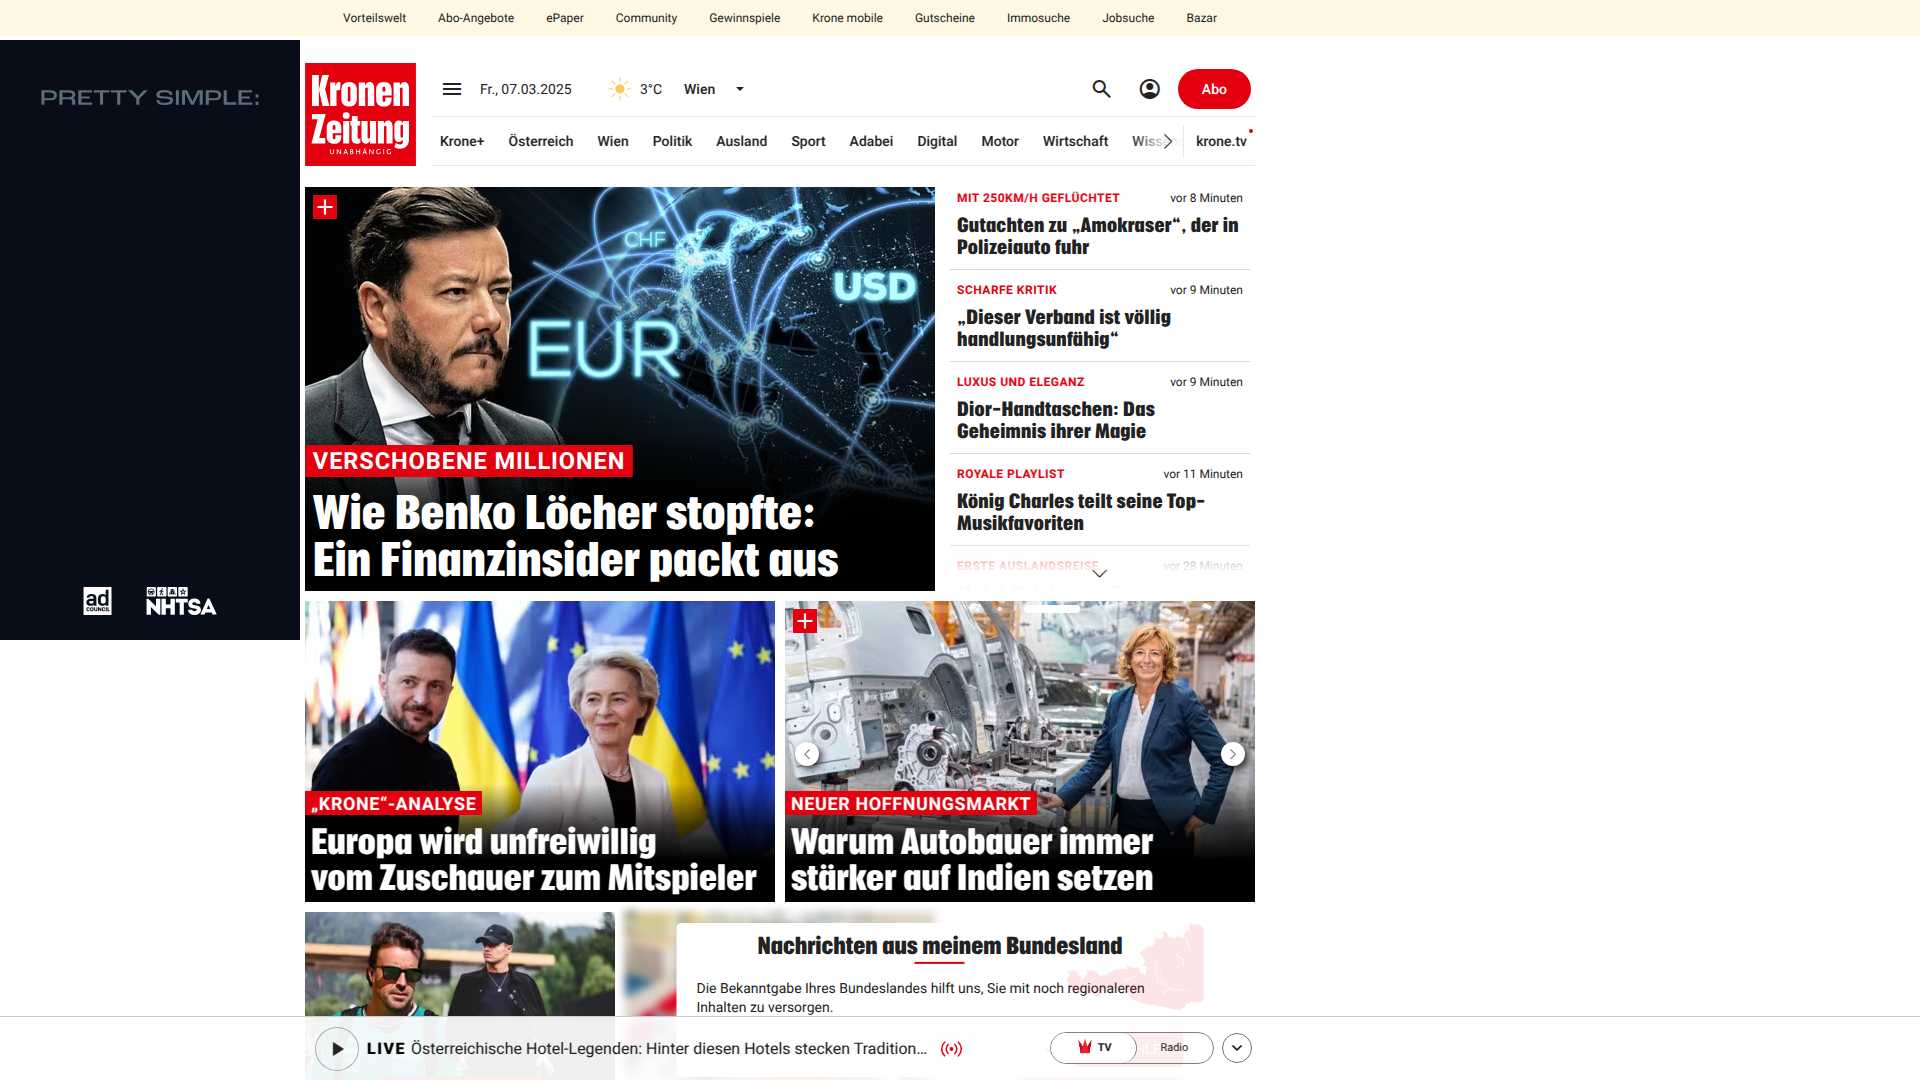 Vorteilswelt Abo-Angebote ePaper Community Gewinnspiele Krone mobile Gutscheine Immosuche Jobsuche Bazar
PRETTY SIMPLE:
ad
COUNCIL
NHTSA
Kronen
Zeitung
UNABHÄNGIG
Fr., 07.03.2025 3°C Wien
Abo
Krone+ Österreich Wien Politik Ausland Sport Adabei Digital Motor Wirtschaft krone.tv
CHF
USD
EUR
VERSCHOBENE MILLIONEN
Wie Benko Löcher stopfte:
Ein Finanzinsider packt aus
MIT 250KM/H GEFLÜCHTET vor 8 Minuten
Gutachten zu „Amokraser“, der in
Polizeiauto fuhr
SCHARFE KRITIK vor 9 Minuten
„Dieser Verband ist völlig
handlungsunfähig“
LUXUS UND ELEGANZ vor 9 Minuten
Dior-Handtaschen: Das
Geheimnis ihrer Magie
ROYALE PLAYLIST vor 11 Minuten
König Charles teilt seine Top-
Musikfavoriten
ERSTE AUSLANDSREISE vor 28 Minuten
„KRONE“-ANALYSE
Europa wird unfreiwillig
vom Zuschauer zum Mitspieler
NEUER HOFFNUNGSMARKT
Warum Autobauer immer
stärker auf Indien setzen
Nachrichten aus meinem Bundesland
Die Bekanntgabe Ihres Bundeslandes hilft uns, Sie mit noch regionaleren
Inhalten zu versorgen.
LIVE Österreichische Hotel-Legenden: Hinter diesen Hotels stecken Tradition...
TV Radio